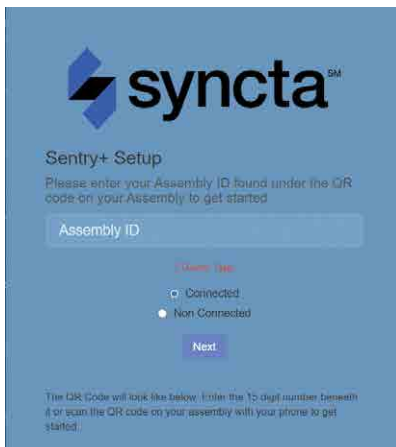 syncta℠
Sentry+ Setup
Please enter your Assembly ID found under the QR
code on your Assembly to get started
Assembly ID
Connected
Non Connected
Next
The QR Code will look like below. Enter the 15 digit number beneath
it or scan the QR code on your assembly with your phone to get
started.